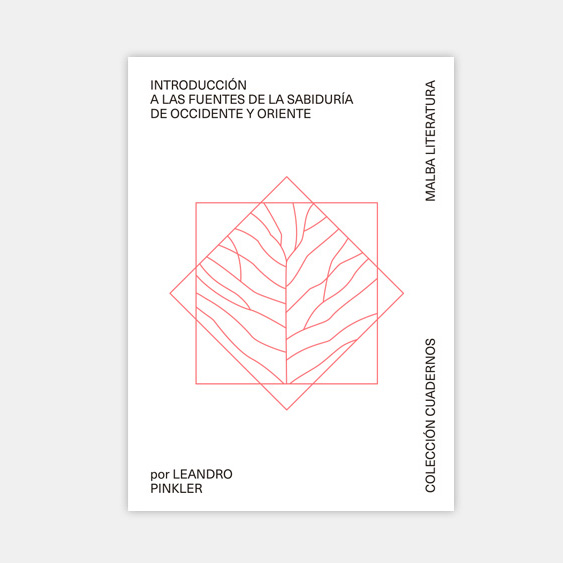 INTRODUCCIÓN
A LAS FUENTES DE LA SABIDURÍA
DE OCCIDENTE Y ORIENTE
MALBA LITERATURA
COLECCIÓN CUADERNOS
por LEANDRO
PINKLER